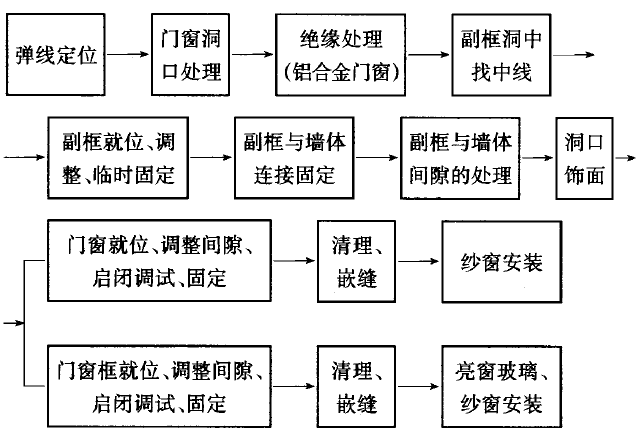 弹线定位
门窗洞
口处理
绝缘处理
(铝合金门窗)
副框洞中
找中线
副框就位、调
整、临时固定
副框与墙体
连接固定
副框与墙体
间隙的处理
洞口
饰面
门窗就位、调整间隙、
启闭调试、固定
清理、
嵌缝
纱窗安装
门窗框就位、调整间隙、
启闭调试、固定
清理、
嵌缝
亮窗玻璃、
纱窗安装